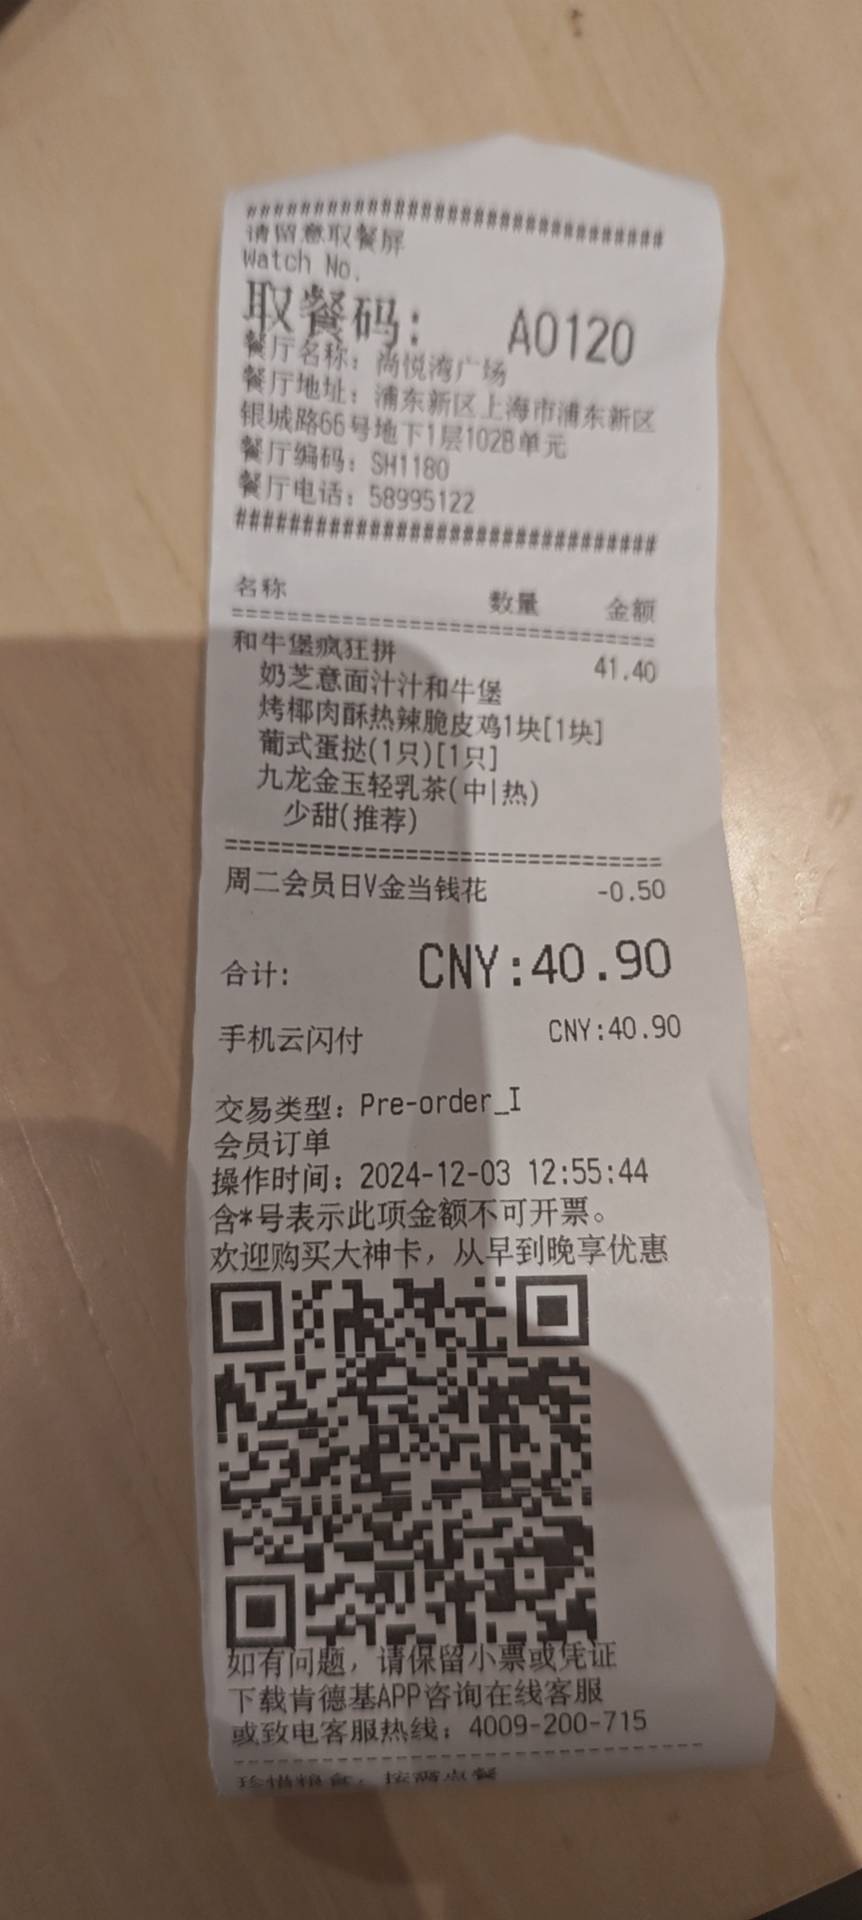 ################################
请留意取餐屏
Watch No.
取餐码： A0120
餐厅名称：尚悦湾广场
餐厅地址：浦东新区上海市浦东新区
银城路66号地下1层102B单元
餐厅编码：SH1180
餐厅电话：58995122
################################
名称 数量 金额
================================
和牛堡疯狂拼 41.40
奶芝意面汁汁和牛堡
烤椰肉酥热辣脆皮鸡1块[1块]
葡式蛋挞(1只)[1只]
九龙金玉轻乳茶(中|热)
少甜(推荐)
================================
周二会员日V金当钱花 -0.50
合计: CNY:40.90
手机云闪付 CNY:40.90
交易类型：Pre-order_I
会员订单
操作时间：2024-12-03 12:55:44
含*号表示此项金额不可开票。
欢迎购买大神卡，从早到晚享优惠
如有问题，请保留小票或凭证
下载肯德基APP咨询在线客服
或致电客服热线：4009-200-715
--------------------------------
珍惜粮食，按需点餐